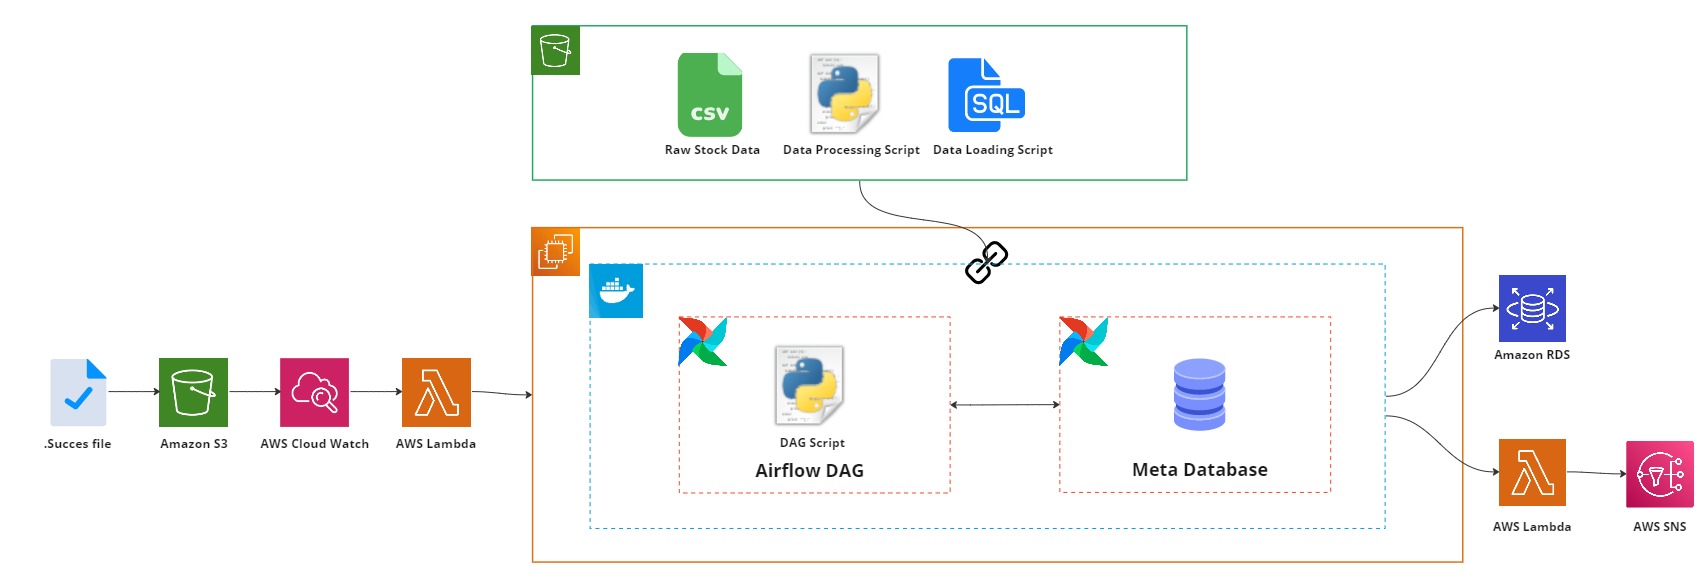 CSV
SQL
Raw Stock Data
Data Processing Script
Data Loading Script
.Succes file
Amazon S3
AWS Cloud Watch
AWS Lambda
DAG Script
Airflow DAG
Meta Database
Amazon RDS
AWS Lambda
AWS SNS